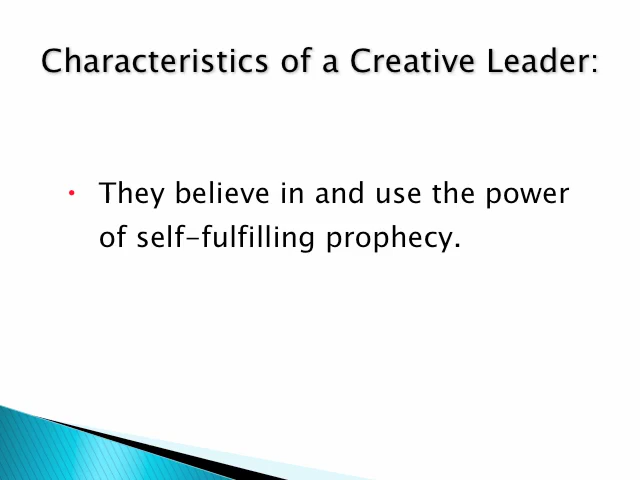 Characteristics of a Creative Leader:
• They believe in and use the power
of self-fulfilling prophecy.